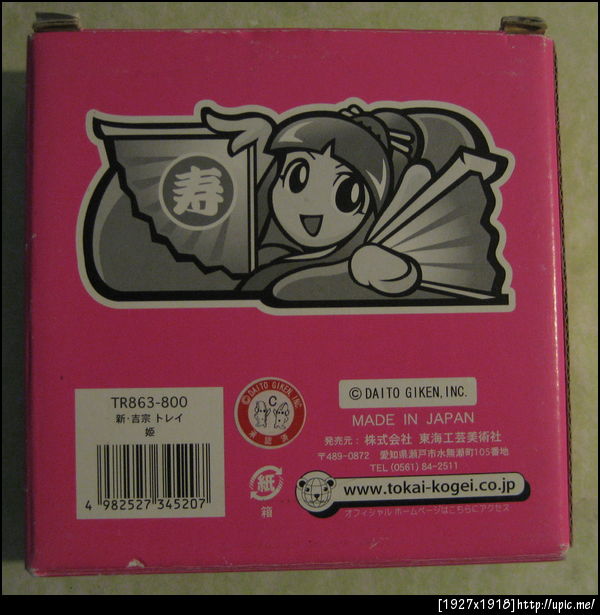 寿
TR863-800
新・吉宗 トレイ
姫
4 982527 345207
© DAITO GIKEN, INC
C
© DAITO GIKEN, INC.
MADE IN JAPAN
発売元: 株式会社 東海工芸美術社
〒489-0872 愛知県瀬戸市水無瀬町105番地
TEL (0561) 84-2511
紙
箱
www.tokai-kogei.co.jp
オフィシャル ホームページはこちらにアクセス
[1927x1918]http://upic.me/